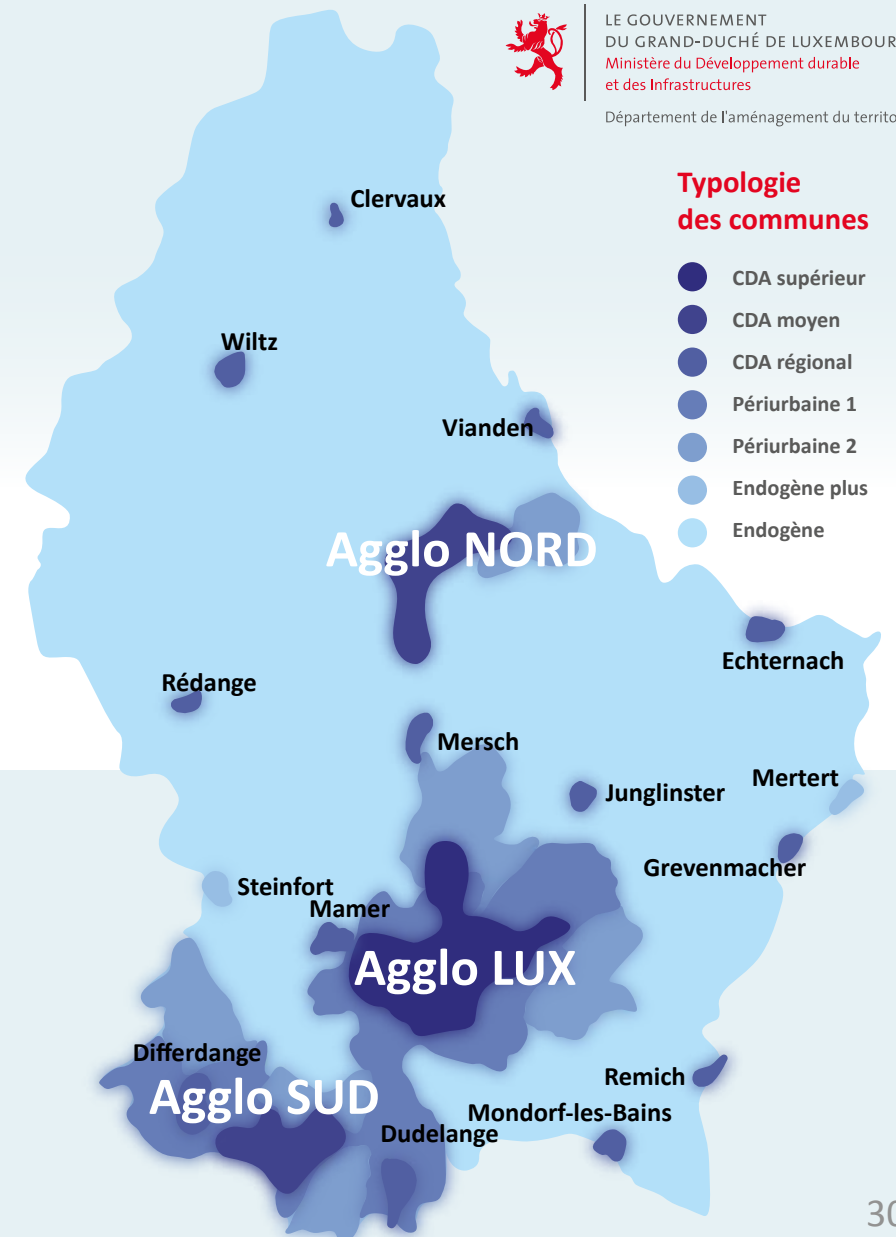 LE GOUVERNEMENT
DU GRAND-DUCHÉ DE LUXEMBOUR
Ministère du Développement durable
et des Infrastructures
Département de l'aménagement du territo
Typologie
des communes
CDA supérieur
CDA moyen
CDA régional
Périurbaine 1
Périurbaine 2
Endogène plus
Endogène
Clervaux
Wiltz
Vianden
Agglo NORD
Echternach
Rédange
Mersch
Junglinster
Mertert
Grevenmacher
Steinfort
Mamer
Agglo LUX
Differdange
Remich
Agglo SUD
Mondorf-les-Bains
Dudelange
30